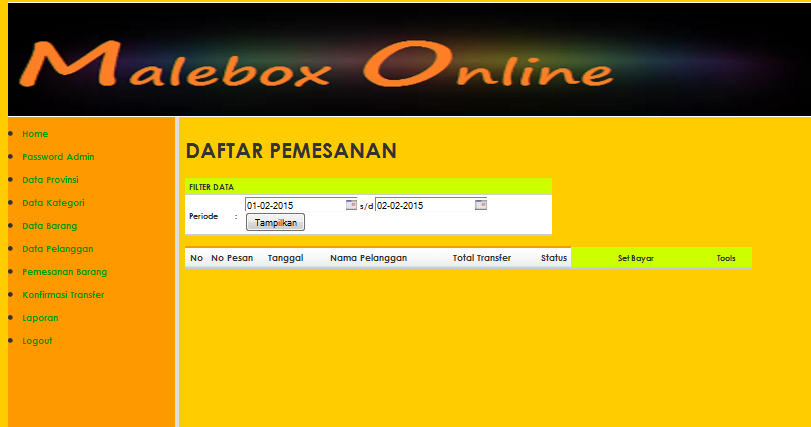 Malebox Online
Home
Password Admin
Data Provinsi
Data Kategori
Data Barang
Data Pelanggan
Pemesanan Barang
Konfirmasi Transfer
Laporan
Logout
DAFTAR PEMESANAN
FILTER DATA
Periode : 01-02-2015 s/d 02-02-2015
Tampilkan
No No Pesan Tanggal Nama Pelanggan Total Transfer Status Set Bayar Tools